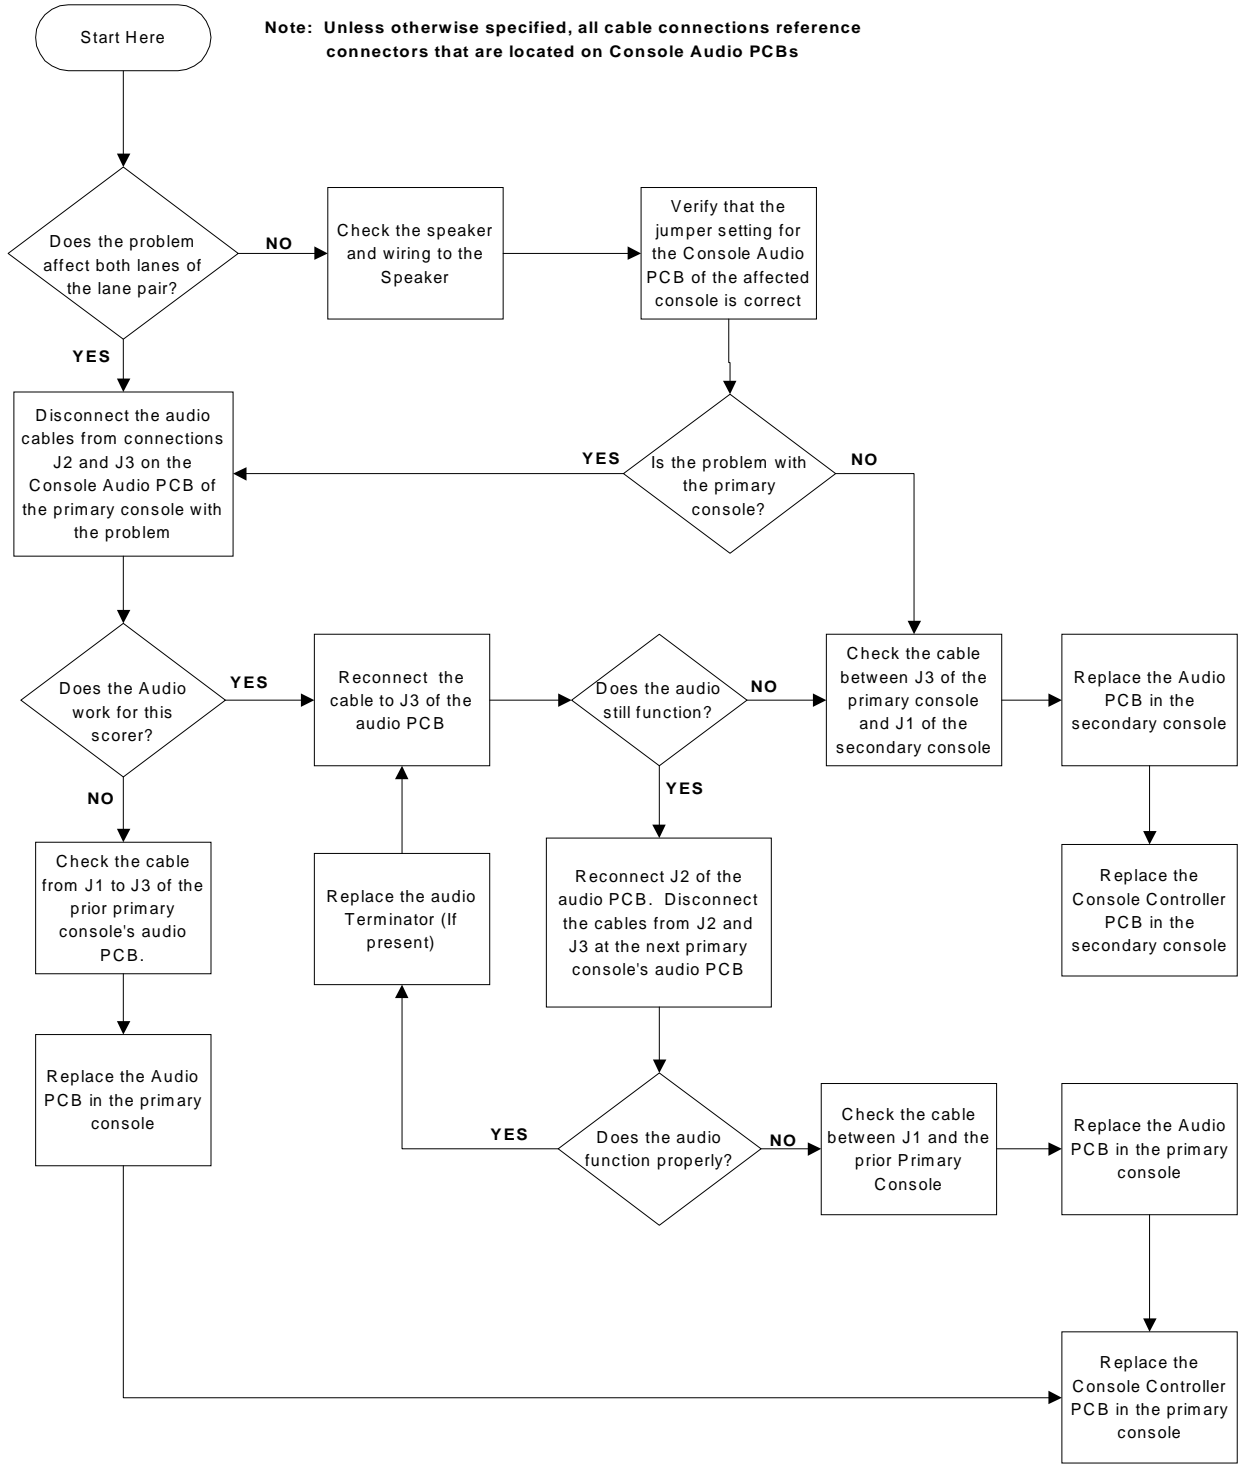 Start Here
Note: Unless otherwise specified, all cable connections reference
connectors that are located on Console Audio PCBs
Does the problem
affect both lanes of
the lane pair?
NO
Check the speaker
and wiring to the
Speaker
Verify that the
jumper setting for
the Console Audio
PCB of the affected
console is correct
YES
Disconnect the audio
cables from connections
J2 and J3 on the
Console Audio PCB of
the primary console with
the problem
YES
Is the problem with
the primary
console?
NO
Does the Audio
work for this
scorer?
YES
Reconnect the
cable to J3 of the
audio PCB
Does the audio
still function?
NO
Check the cable
between J3 of the
primary console
and J1 of the
secondary console
Replace the Audio
PCB in the
secondary console
NO
YES
Check the cable
from J1 to J3 of the
prior primary
console's audio
PCB.
Replace the audio
Terminator (If
present)
Reconnect J2 of the
audio PCB. Disconnect
the cables from J2 and
J3 at the next primary
console's audio PCB
Replace the
Console Controller
PCB in the
secondary console
Replace the Audio
PCB in the primary
console
YES
Does the audio
function properly?
NO
Check the cable
between J1 and the
prior Primary
Console
Replace the Audio
PCB in the primary
console
Replace the
Console Controller
PCB in the primary
console